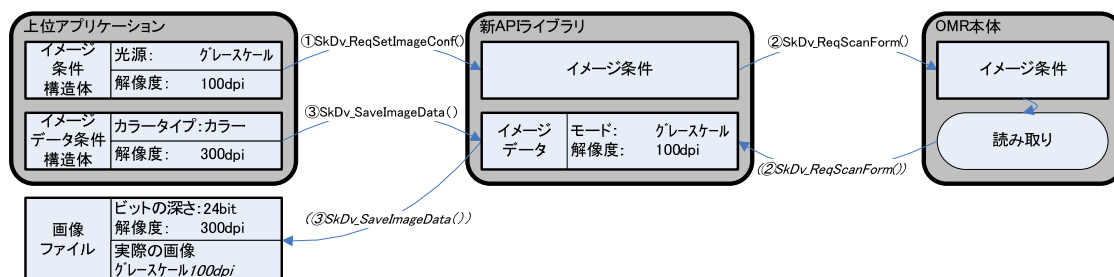 上位アプリケーション
イメージ
条件
構造体
光源: グレースケール
解像度: 100dpi
イメージ
データ条件
構造体
カラータイプ:カラー
解像度: 300dpi
画像
ファイル
ビットの深さ:24bit
解像度: 300dpi
実際の画像
グレースケール100dpi
①SkDv_ReqSetImageConf()
③SkDv_SaveImageData()
(③SkDv_SaveImageData())
新APIライブラリ
イメージ条件
イメージ
データ
モード: グレースケール
解像度: 100dpi
②SkDv_ReqScanForm()
(②SkDv_ReqScanForm())
OMR本体
イメージ条件
読み取り